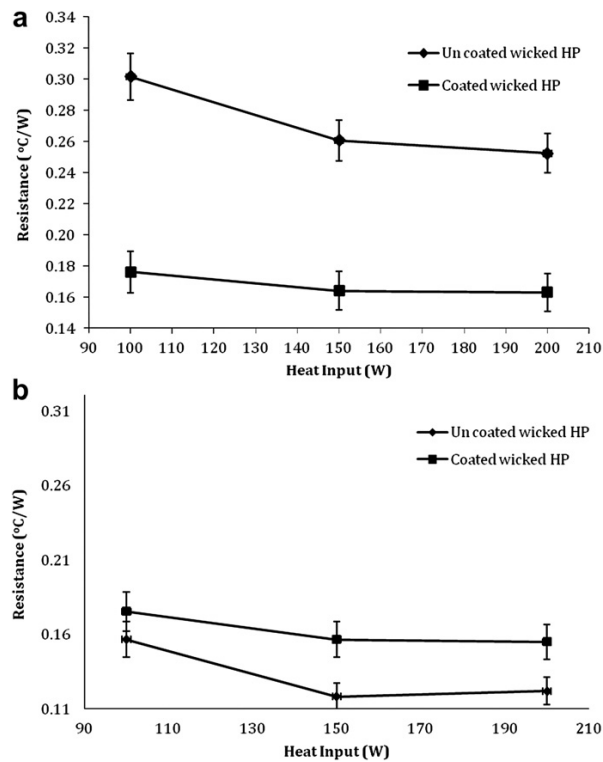 a
0.34
0.32
0.30
0.28
0.26
0.24
0.22
0.20
0.18
0.16
0.14
Resistance (°C/W)
Un coated wicked HP
Coated wicked HP
90 100 110 120 130 140 150 160 170 180 190 200 210
Heat Input (W)
b
0.31
0.26
0.21
0.16
0.11
Resistance (°C/W)
Un coated wicked HP
Coated wicked HP
90 110 130 150 170 190 210
Heat Input (W)